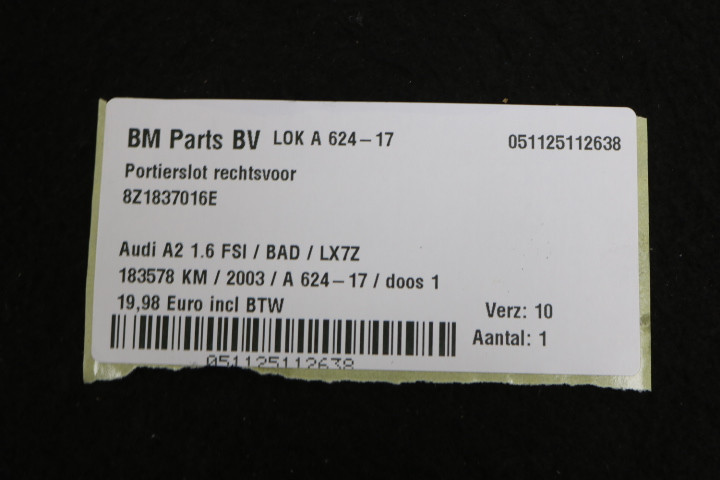 BM Parts BV LOK A 624-17 051125112638
Portierslot rechtsvoor
8Z1837016E
Audi A2 1.6 FSI / BAD / LX7Z
183578 KM / 2003 / A 624-17 / doos 1
19,98 Euro incl BTW
Verz: 10
Aantal: 1
051125112638